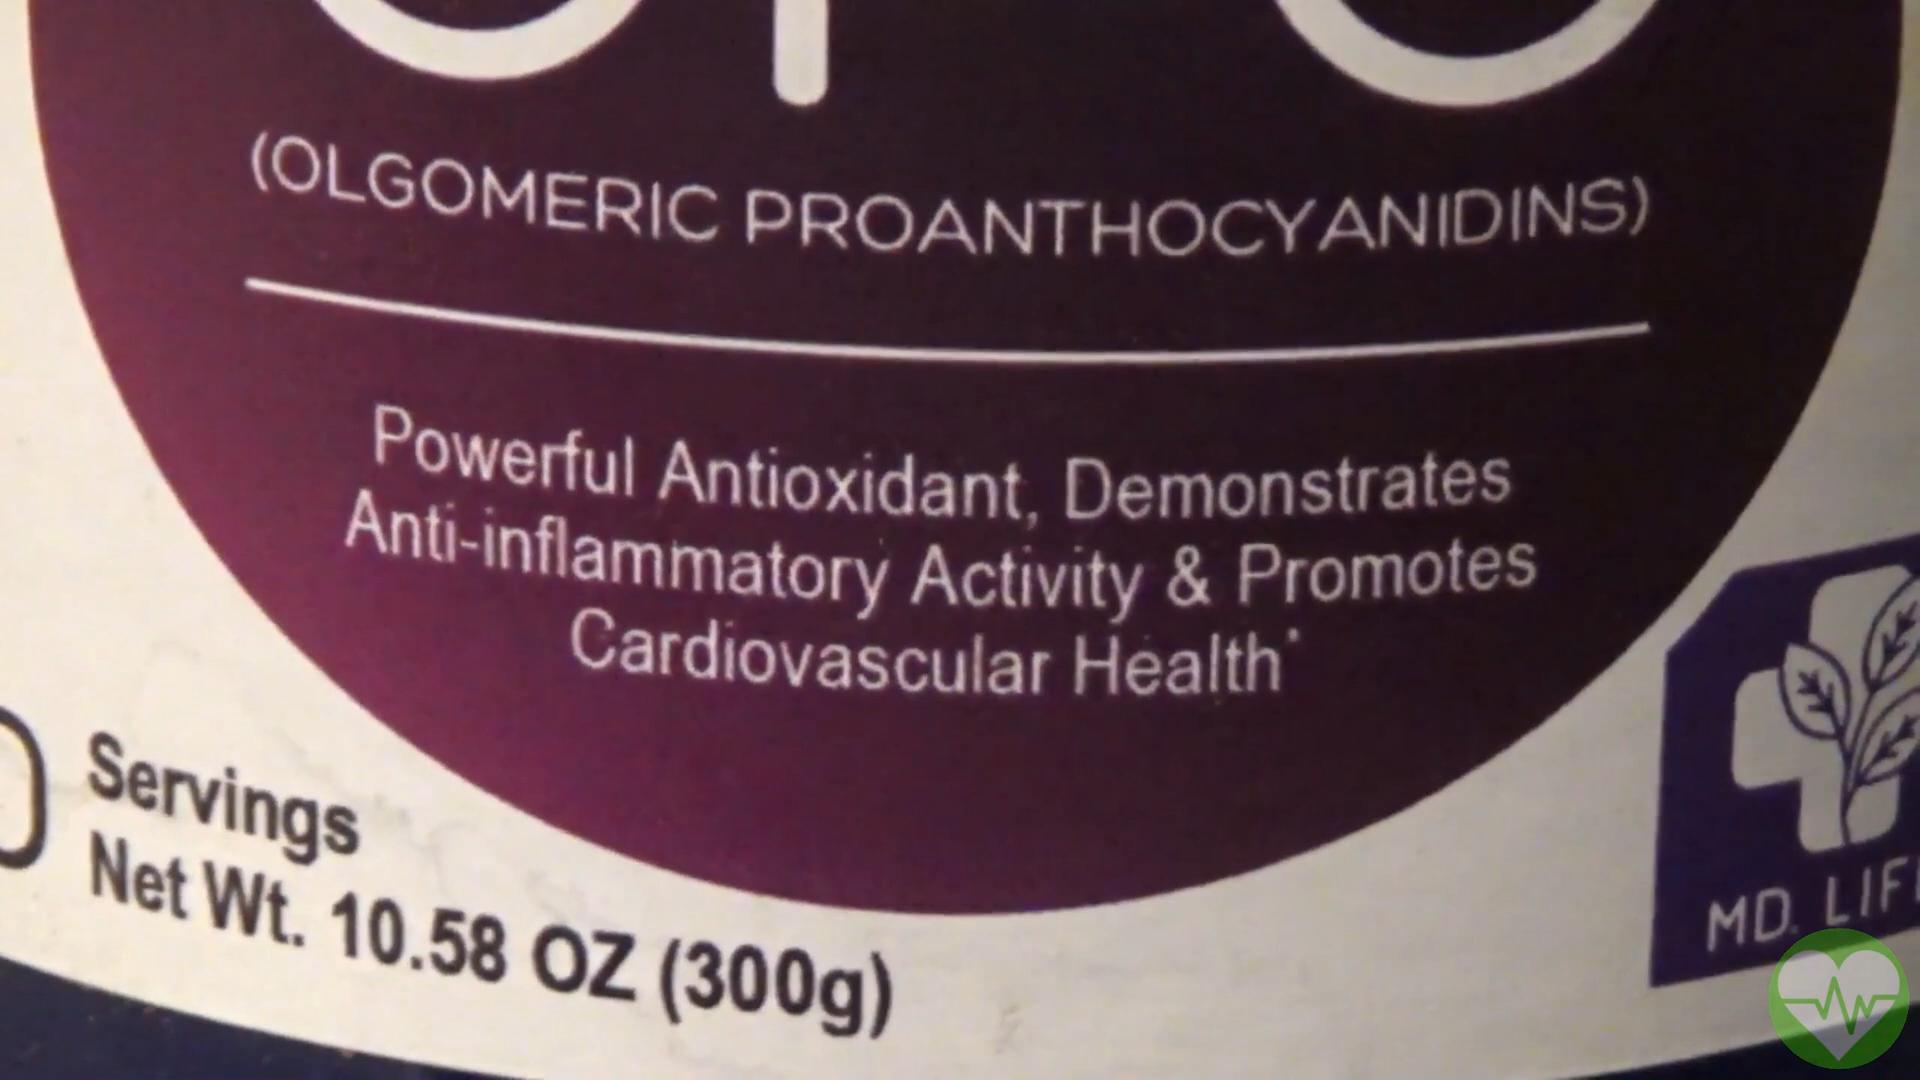 (OLGOMERIC PROANTHOCYANIDINS)
Powerful Antioxidant, Demonstrates
Anti-inflammatory Activity & Promotes
Cardiovascular Health*
Servings
Net Wt. 10.58 OZ (300g)
MD. LIF